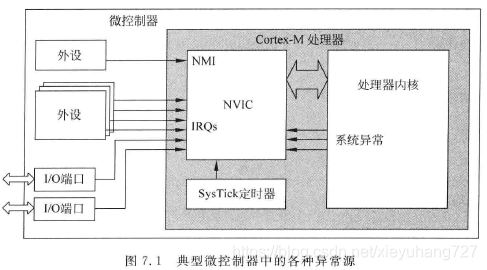 微控制器
Cortex-M 处理器
外设
NMI
NVIC
处理器内核
外设
IRQs
系统异常
I/O端口
SysTick定时器
I/O端口
https://blog.csdn.net/xieyuhang727
图 7.1 典型微控制器中的各种异常源